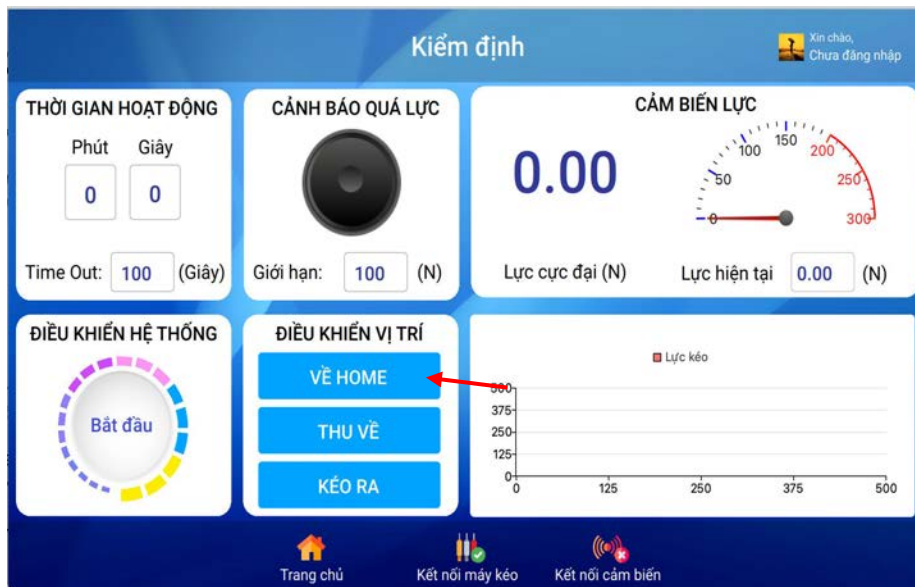 Kiểm định
Xin chào,
Chưa đăng nhập
THỜI GIAN HOẠT ĐỘNG
Phút Giây
0 0
Time Out: 100 (Giây)
CẢNH BÁO QUÁ LỰC
Giới hạn: 100 (N)
CẢM BIẾN LỰC
0.00
0 50 100 150 200 250 300
Lực cực đại (N) Lực hiện tại 0.00 (N)
ĐIỀU KHIỂN HỆ THỐNG
Bắt đầu
ĐIỀU KHIỂN VỊ TRÍ
VỀ HOME
THU VỀ
KÉO RA
Lực kéo
500
375
250
125
0
0 125 250 375 500
Trang chủ Kết nối máy kéo Kết nối cảm biến